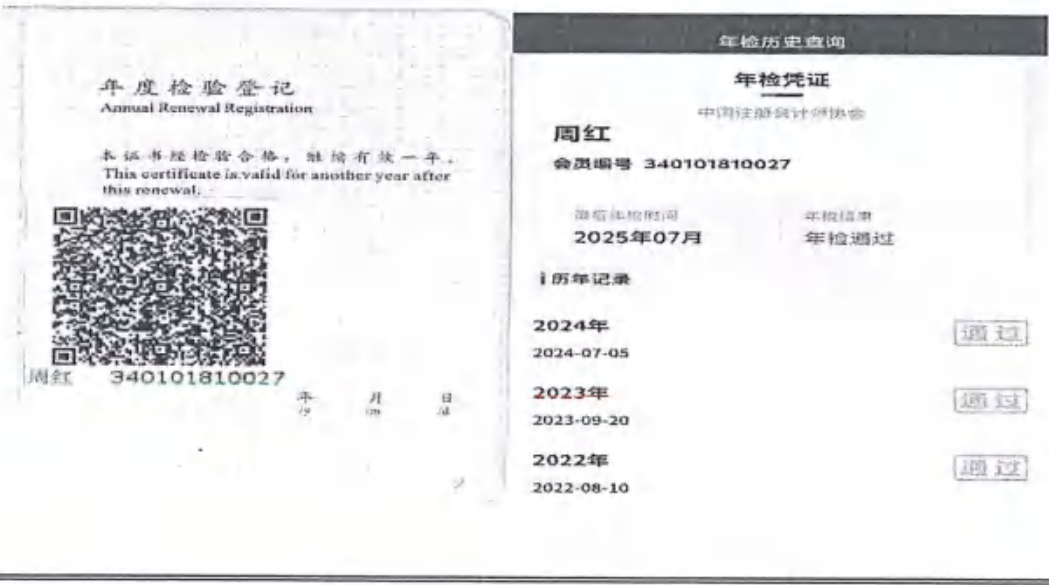 年度检验登记
Annual Renewal Registration
本证书经检验合格，继续有效一年。
This certificate is valid for another year after
this renewal.
周红 340101810027
年 月 日
年检历史查询
年检凭证
中国注册会计师协会
周红
会员编号 340101810027
最后年检时间 年检结果
2025年07月 年检通过
历年记录
2024年 通过
2024-07-05
2023年 通过
2023-09-20
2022年 通过
2022-08-10